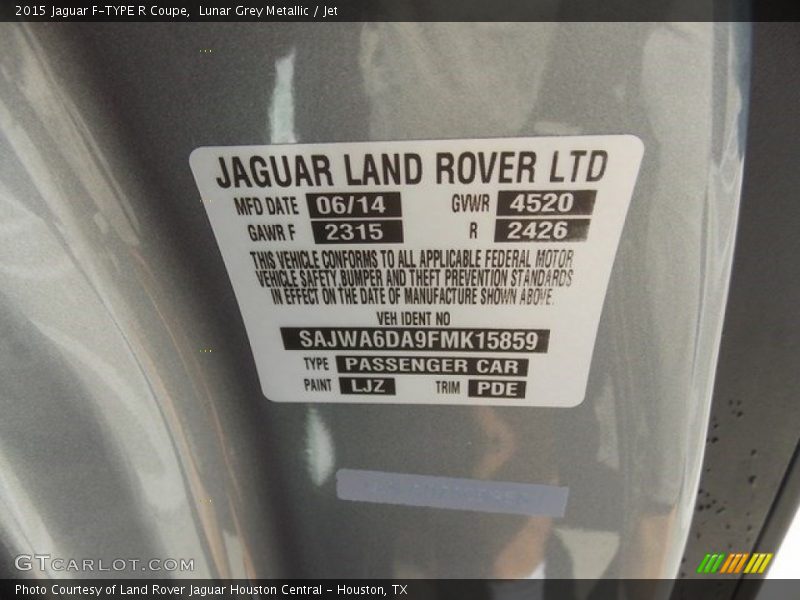 2015 Jaguar F-TYPE R Coupe,  Lunar Grey Metallic / Jet
JAGUAR LAND ROVER LTD
MFD DATE 06/14 GVWR 4520
GAWR F 2315 R 2426
THIS VEHICLE CONFORMS TO ALL APPLICABLE FEDERAL MOTOR
VEHICLE SAFETY,BUMPER AND THEFT PREVENTION STANDARDS
IN EFFECT ON THE DATE OF MANUFACTURE SHOWN ABOVE.
VEH IDENT NO
SAJWA6DA9FMK15859
TYPE PASSENGER CAR
PAINT LJZ TRIM PDE
GTCARLOT.COM
Photo Courtesy of Land Rover Jaguar Houston Central - Houston, TX